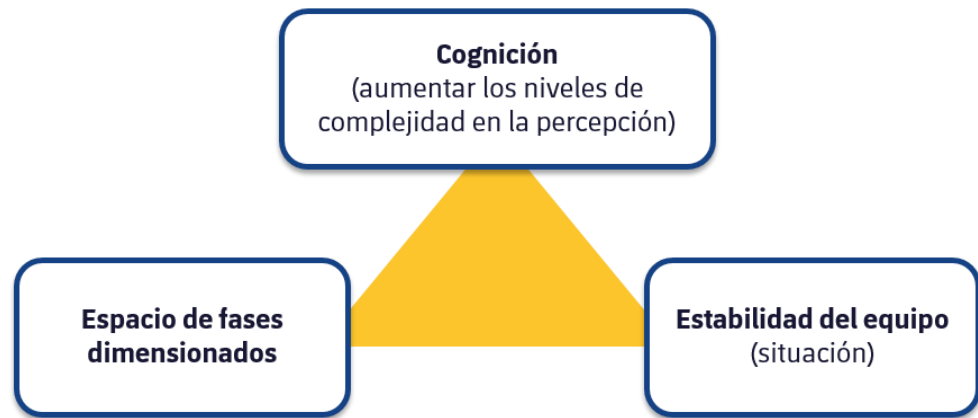 Cognición
(aumentar los niveles de
complejidad en la percepción)
Espacio de fases
dimensionados
Estabilidad del equipo
(situación)